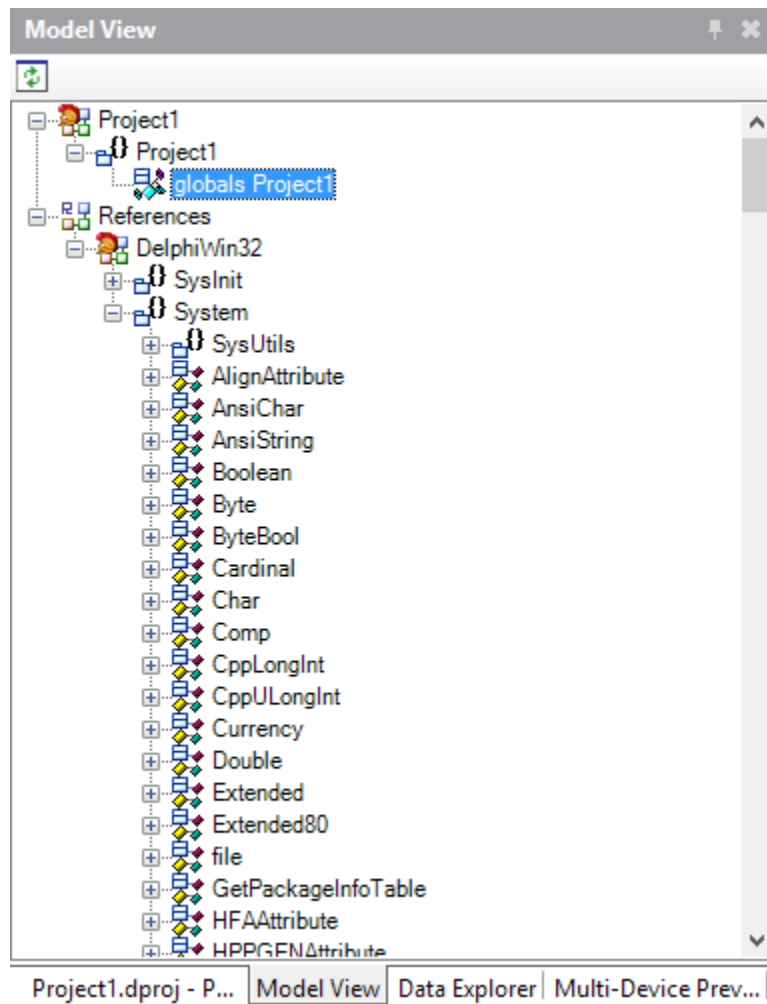 Model View
Project1
Project1
globals Project1
References
DelphiWin32
SysInit
System
SysUtils
AlignAttribute
AnsiChar
AnsiString
Boolean
Byte
ByteBool
Cardinal
Char
Comp
CppLongInt
CppULongInt
Currency
Double
Extended
Extended80
file
GetPackageInfoTable
HFAAttribute
HPPGENAttribute
Project1.dproj - P... Model View Data Explorer Multi-Device Prev...